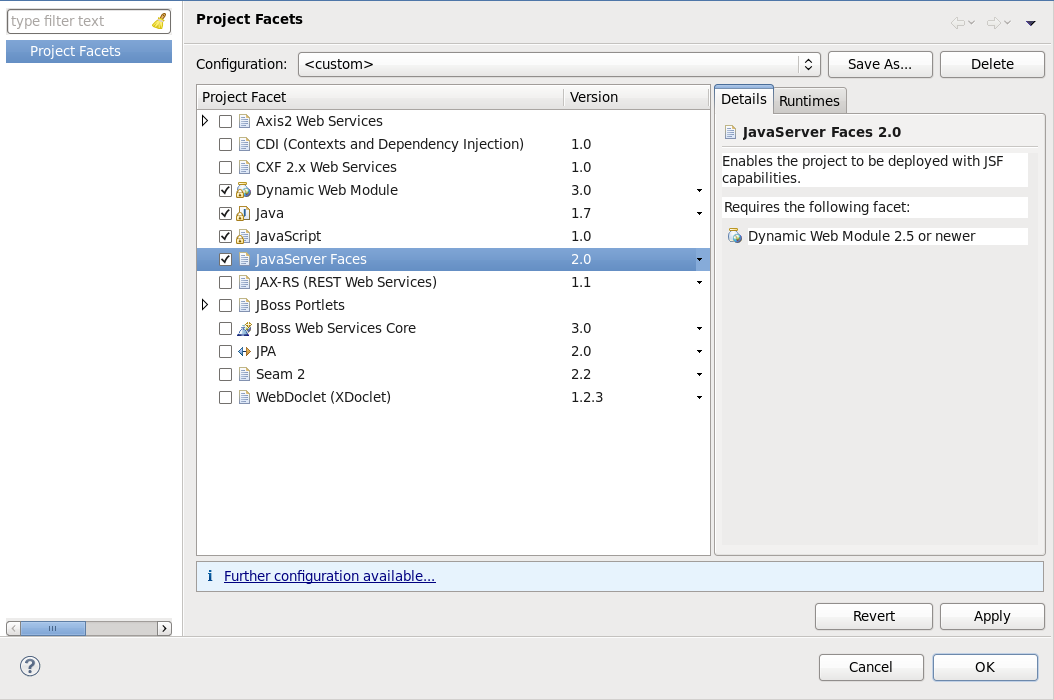 type filter text
Project Facets
Project Facets
Configuration: <custom> Save As... Delete
Project Facet Version
Axis2 Web Services
CDI (Contexts and Dependency Injection) 1.0
CXF 2.x Web Services 1.0
Dynamic Web Module 3.0
Java 1.7
JavaScript 1.0
JavaServer Faces 2.0
JAX-RS (REST Web Services) 1.1
JBoss Portlets
JBoss Web Services Core 3.0
JPA 2.0
Seam 2 2.2
WebDoclet (XDoclet) 1.2.3
Details Runtimes
JavaServer Faces 2.0
Enables the project to be deployed with JSF
capabilities.
Requires the following facet:
Dynamic Web Module 2.5 or newer
i Further configuration available...
Revert Apply
? Cancel OK